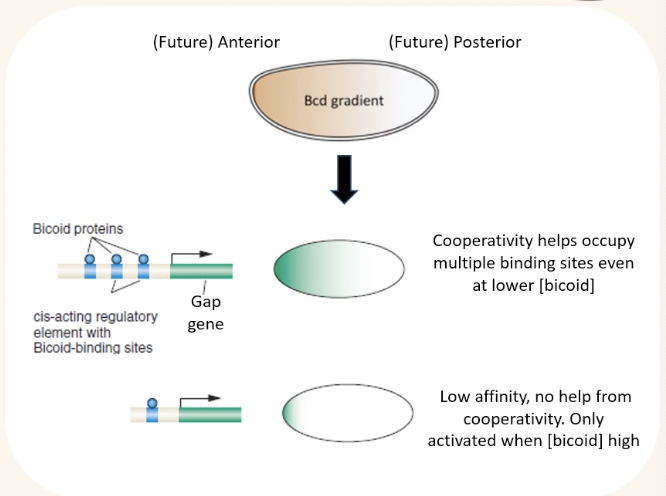 (Future) Anterior
(Future) Posterior
Bcd gradient
Bicoid proteins
Gap
gene
cis-acting regulatory
element with
Bicoid-binding sites
Cooperativity helps occupy
multiple binding sites even
at lower [bicoid]
Low affinity, no help from
cooperativity. Only
activated when [bicoid] high